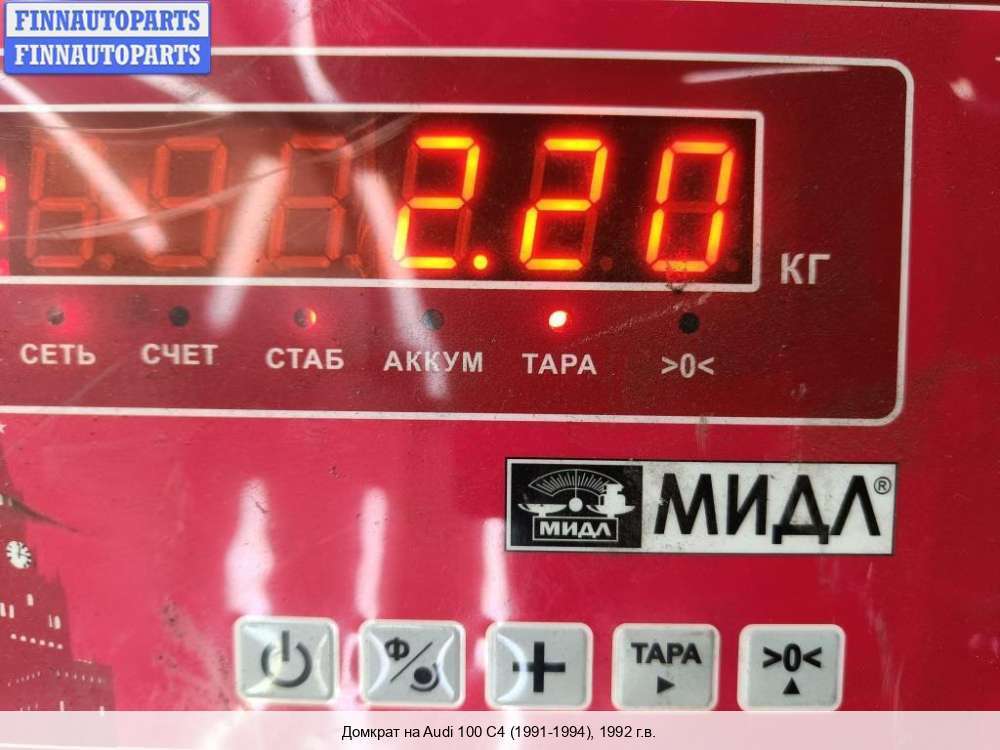 FINNAUTOPARTS
FINNAUTOPARTS
2.20
КГ
СЕТЬ СЧЕТ СТАБ АККУМ ТАРА >0<
МИДЛ МИДЛ®
Ф ТАРА >0<
Домкрат на Audi 100 C4 (1991-1994), 1992 г.в.